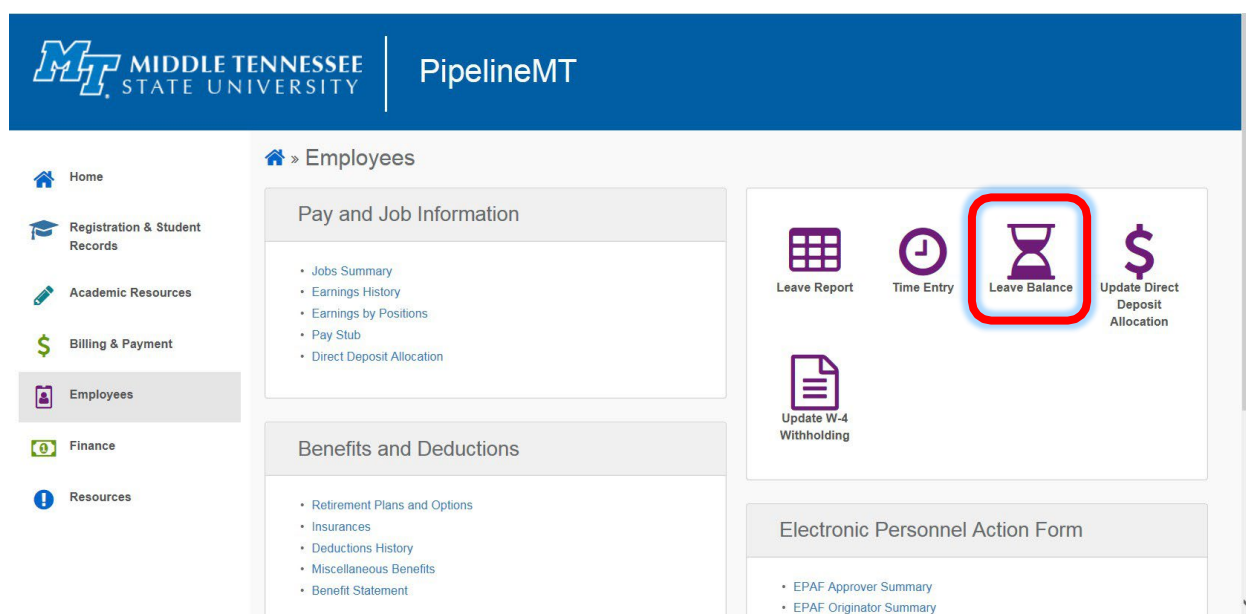 MT MIDDLE TENNESSEE
STATE UNIVERSITY
PipelineMT
Home
Registration & Student
Records
Academic Resources
Billing & Payment
Employees
Finance
Resources
» Employees
Pay and Job Information
• Jobs Summary
• Earnings History
• Earnings by Positions
• Pay Stub
• Direct Deposit Allocation
Benefits and Deductions
• Retirement Plans and Options
• Insurances
• Deductions History
• Miscellaneous Benefits
• Benefit Statement
Leave Report
Time Entry
Leave Balance
Update Direct
Deposit
Allocation
Update W-4
Withholding
Electronic Personnel Action Form
• EPAF Approver Summary
• EPAF Originator Summary